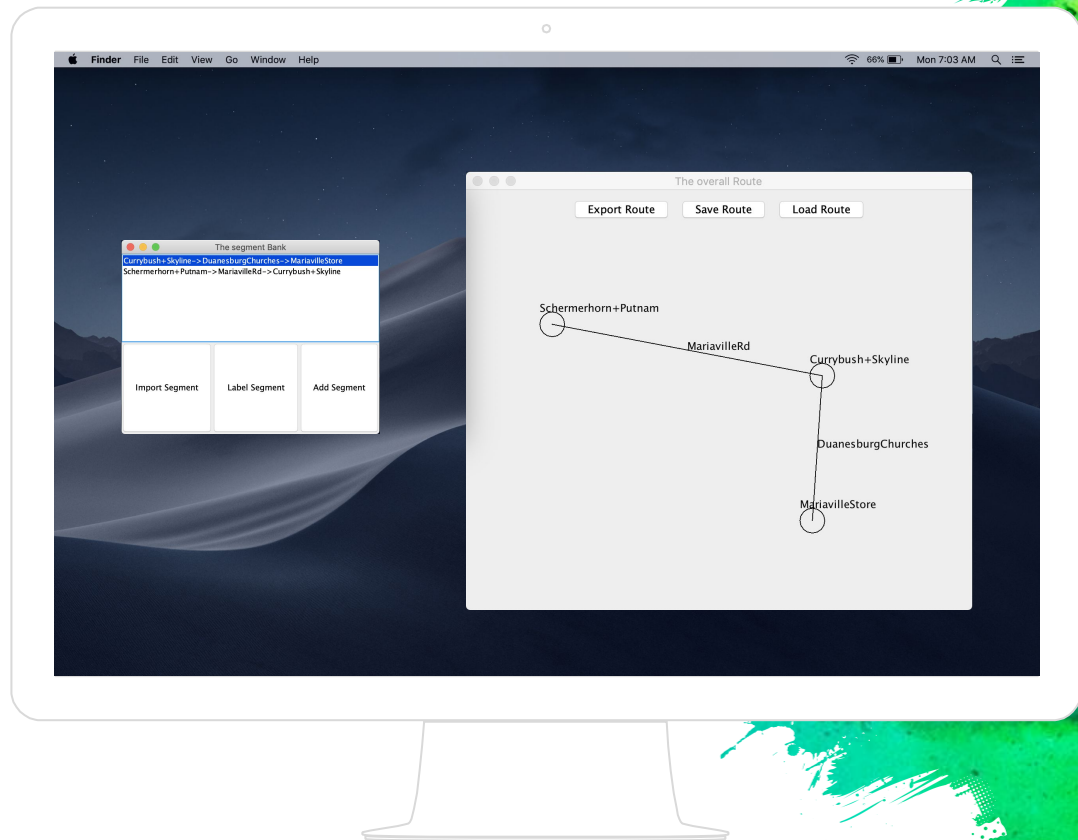 Finder File Edit View Go Window Help 66% Mon 7:03 AM
The overall Route
Export Route Save Route Load Route
The segment Bank
Currybush+Skyline->DuanesburgChurches->MariavilleStore
Schermerhorn+Putnam->MariavilleRd->Currybush+Skyline
Import Segment Label Segment Add Segment
Schermerhorn+Putnam
MariavilleRd
Currybush+Skyline
DuanesburgChurches
MariavilleStore